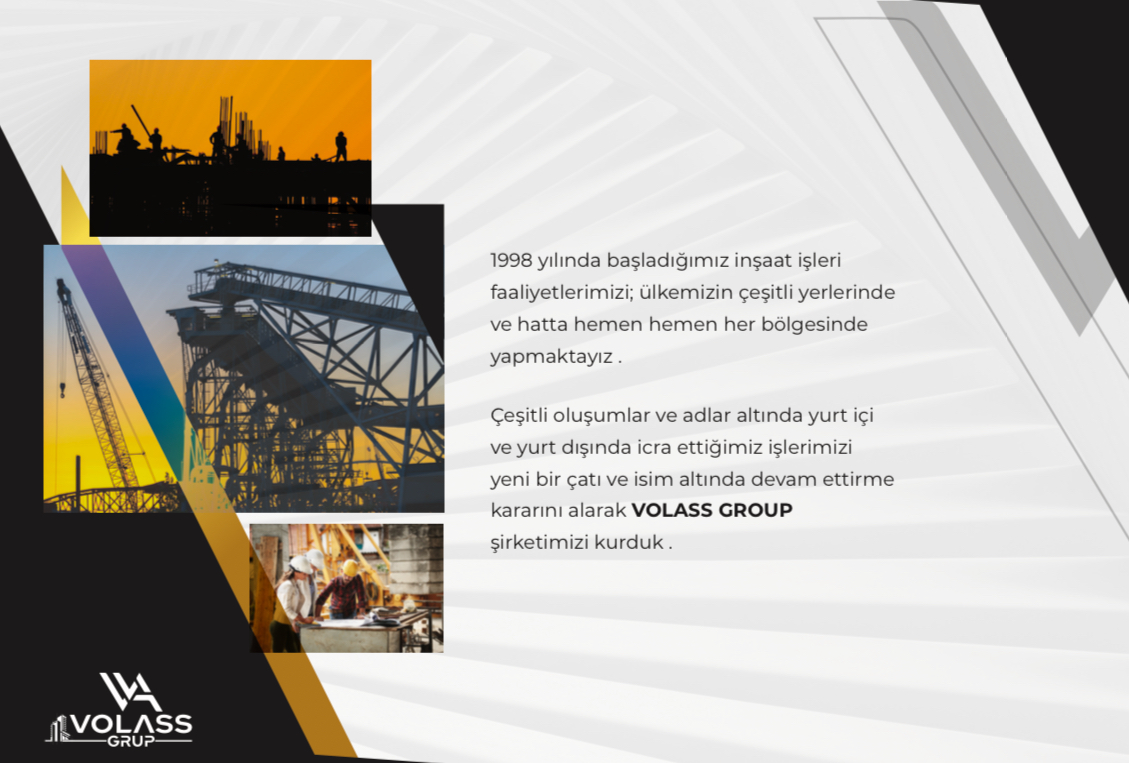 1998 yılında başladığımız inşaat işleri
faaliyetlerimizi; ülkemizin çeşitli yerlerinde
ve hatta hemen hemen her bölgesinde
yapmaktayız .
Çeşitli oluşumlar ve adlar altında yurt içi
ve yurt dışında icra ettiğimiz işlerimizi
yeni bir çatı ve isim altında devam ettirme
kararını alarak VOLASS GROUP
şirketimizi kurduk .
VOLASS
GRUP